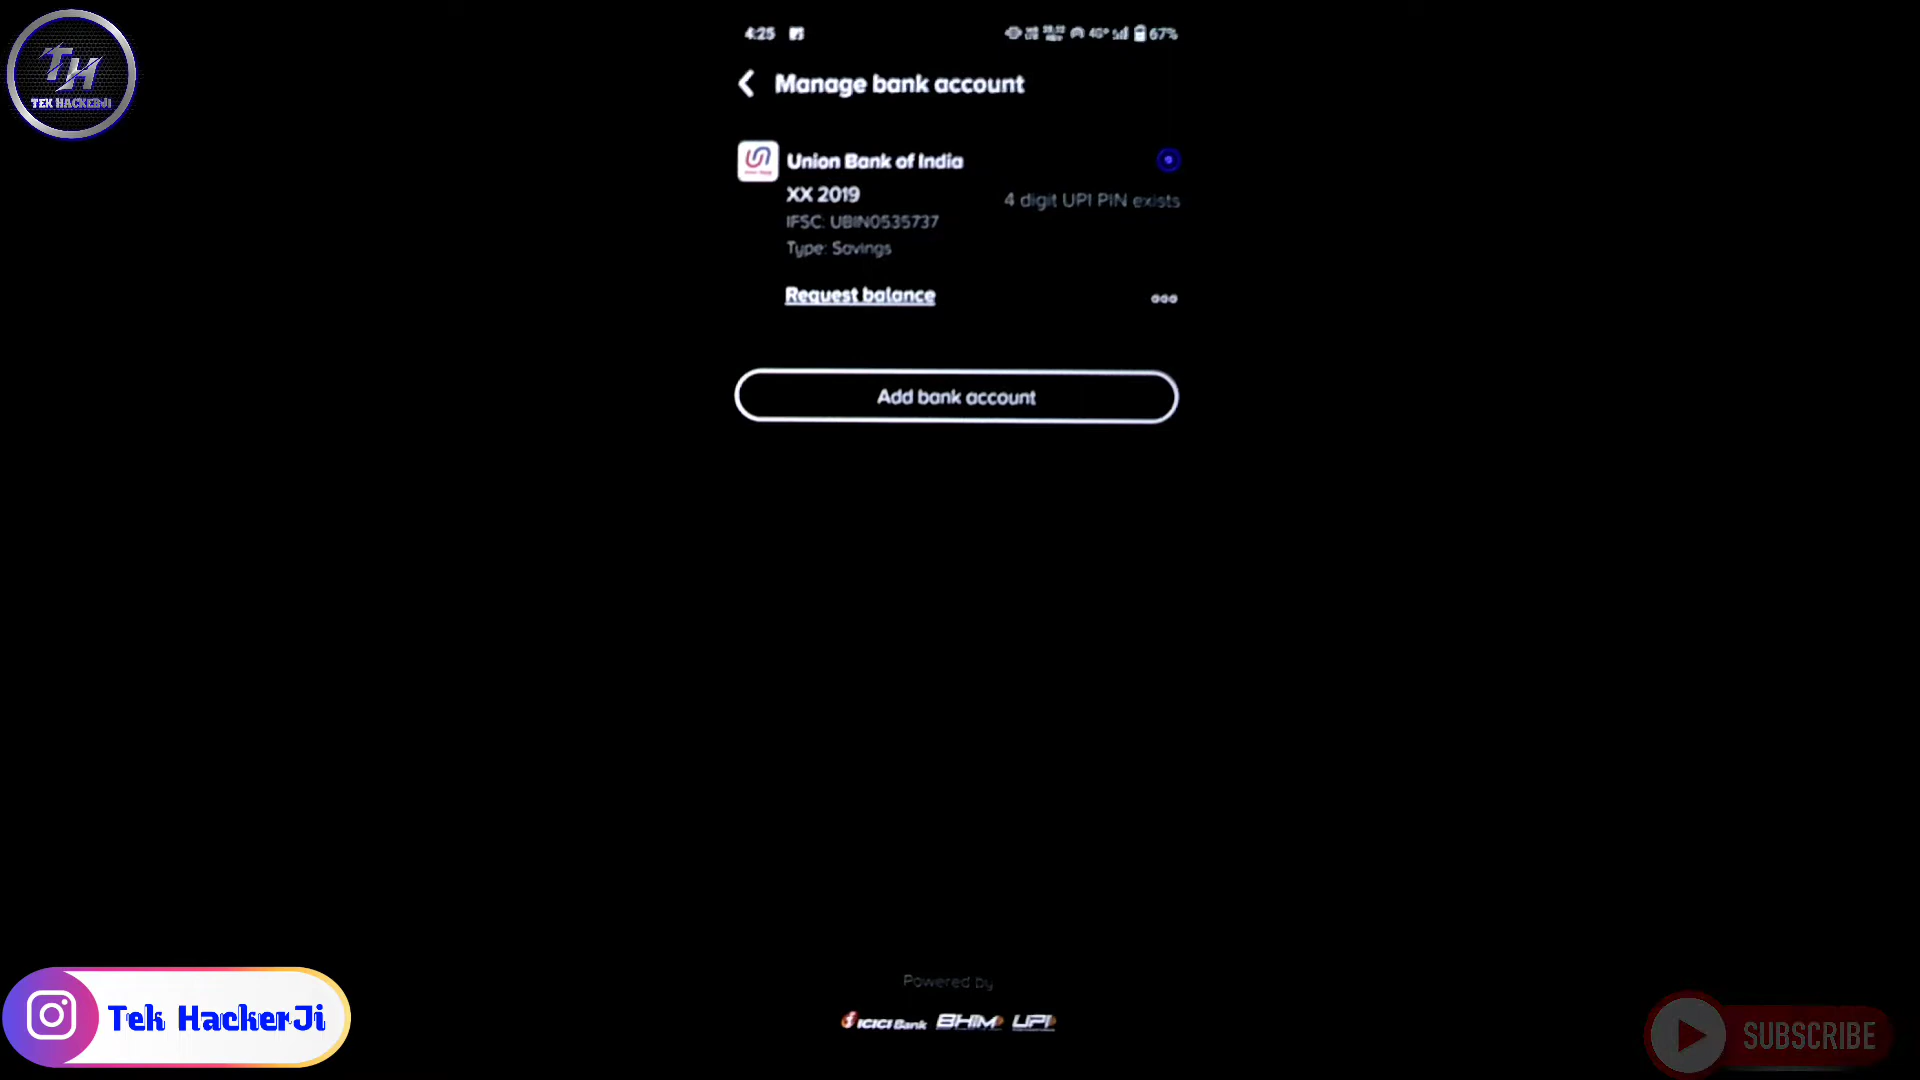 TH
TEK HACKERJI
4:25
4G+ 67%
Manage bank account
Union Bank of India
XX 2019
4 digit UPI PIN exists
IFSC: UBIN0535737
Type: Savings
Request balance
Add bank account
Powered by
ICICI Bank BHIM UPI
Tek HackerJi
SUBSCRIBE